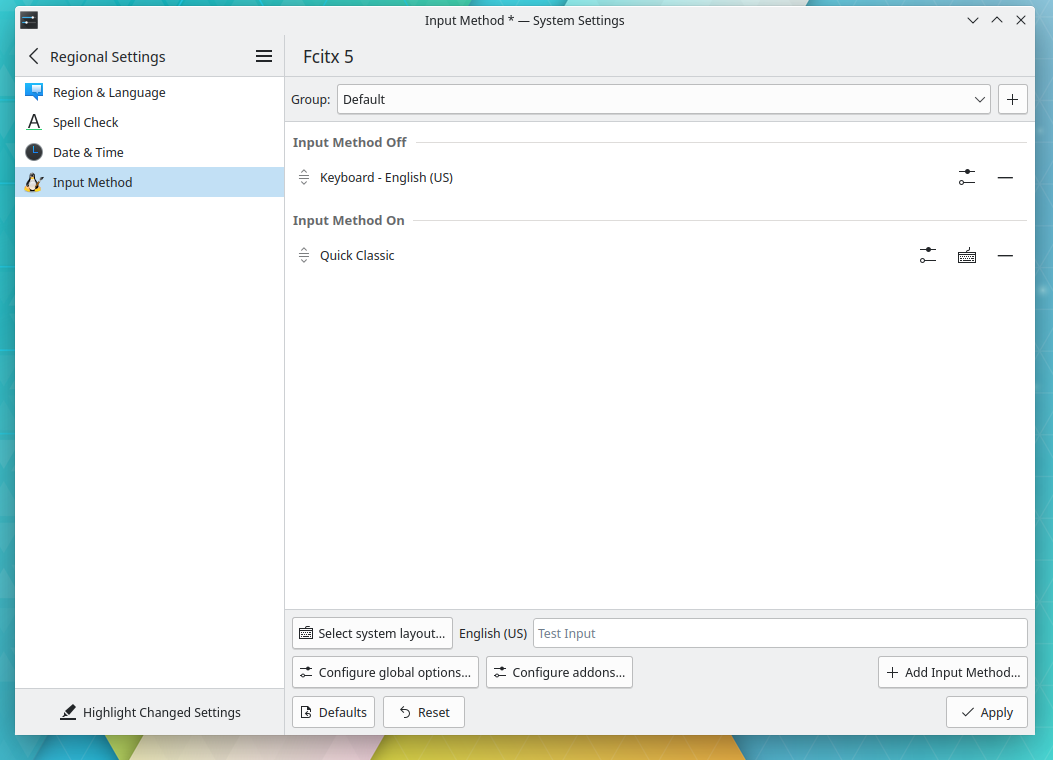 Input Method * — System Settings
Regional Settings
Fcitx 5
Region & Language
Spell Check
Date & Time
Input Method
Group:
Default
Input Method Off
Keyboard - English (US)
Input Method On
Quick Classic
Select system layout...
English (US)
Test Input
Configure global options...
Configure addons...
Add Input Method...
Highlight Changed Settings
Defaults
Reset
Apply